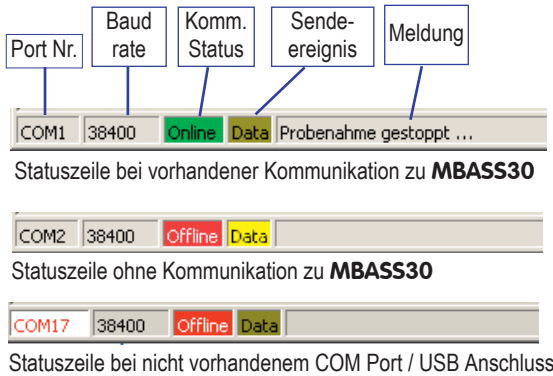 Port Nr.
Baud
rate
Komm.
Status
Sende-
ereignis
Meldung
COM1 38400 Online Data Probenahme gestoppt ...
Statuszeile bei vorhandener Kommunikation zu MBASS30
COM2 38400 Offline Data
Statuszeile ohne Kommunikation zu MBASS30
COM17 38400 Offline Data
Statuszeile bei nicht vorhandenem COM Port / USB Anschluss